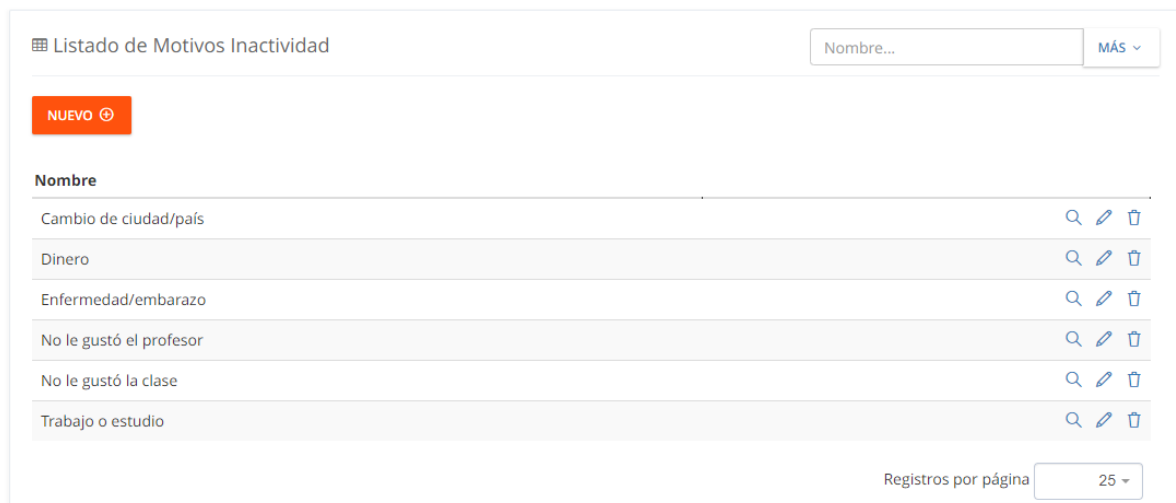 Listado de Motivos Inactividad
Nombre...
MÁS
NUEVO
Nombre
Cambio de ciudad/país
Dinero
Enfermedad/embarazo
No le gustó el profesor
No le gustó la clase
Trabajo o estudio
Registros por página 25